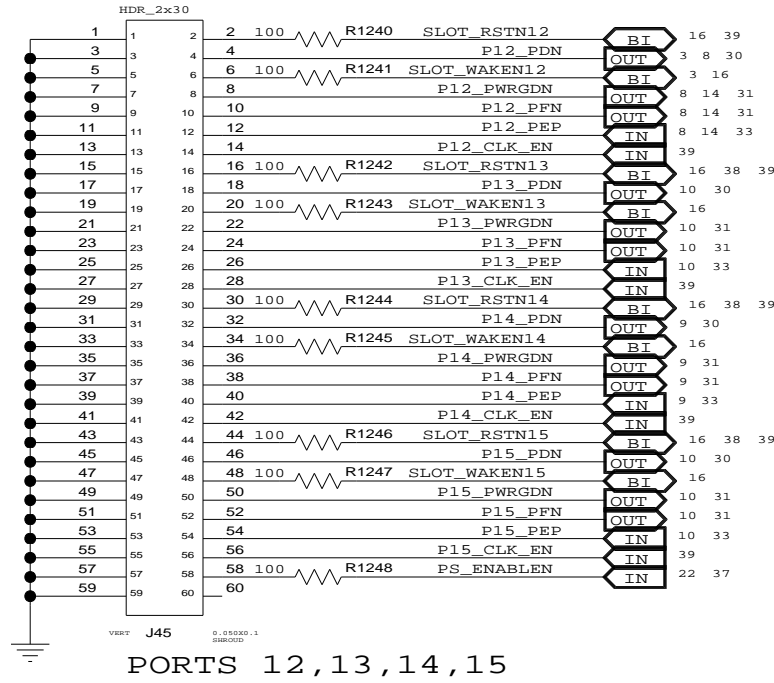 HDR_2x30
1 1 2 2 100 R1240 SLOT_RSTN12 BI 16 39
3 3 4 4 P12_PDN OUT 3 8 30
5 5 6 6 100 R1241 SLOT_WAKEN12 BI 3 16
7 7 8 8 P12_PWRGDN OUT 8 14 31
9 9 10 10 P12_PFN OUT 8 14 31
11 11 12 12 P12_PEP IN 8 14 33
13 13 14 14 P12_CLK_EN IN 39
15 15 16 16 100 R1242 SLOT_RSTN13 BI 16 38 39
17 17 18 18 P13_PDN OUT 10 30
19 19 20 20 100 R1243 SLOT_WAKEN13 BI 16
21 21 22 22 P13_PWRGDN OUT 10 31
23 23 24 24 P13_PFN OUT 10 31
25 25 26 26 P13_PEP IN 10 33
27 27 28 28 P13_CLK_EN IN 39
29 29 30 30 100 R1244 SLOT_RSTN14 BI 16 38 39
31 31 32 32 P14_PDN OUT 9 30
33 33 34 34 100 R1245 SLOT_WAKEN14 BI 16
35 35 36 36 P14_PWRGDN OUT 9 31
37 37 38 38 P14_PFN OUT 9 31
39 39 40 40 P14_PEP IN 9 33
41 41 42 42 P14_CLK_EN IN 39
43 43 44 44 100 R1246 SLOT_RSTN15 BI 16 38 39
45 45 46 46 P15_PDN OUT 10 30
47 47 48 48 100 R1247 SLOT_WAKEN15 BI 16
49 49 50 50 P15_PWRGDN OUT 10 31
51 51 52 52 P15_PFN OUT 10 31
53 53 54 54 P15_PEP IN 10 33
55 55 56 56 P15_CLK_EN IN 39
57 57 58 58 100 R1248 PS_ENABLEN IN 22 37
59 59 60 60
VERT J45 0.050X0.1
SHROUD
PORTS 12,13,14,15